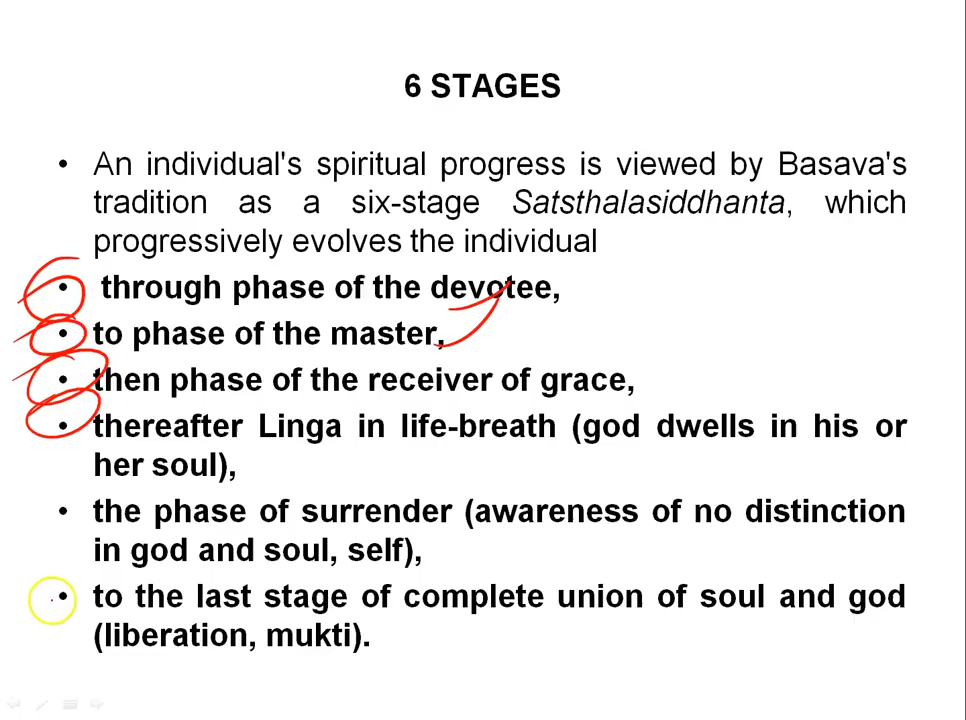 6 STAGES
• An individual's spiritual progress is viewed by Basava's
tradition as a six-stage Satsthalasiddhanta, which
progressively evolves the individual
• through phase of the devotee,
• to phase of the master,
• then phase of the receiver of grace,
• thereafter Linga in life-breath (god dwells in his or
her soul),
• the phase of surrender (awareness of no distinction
in god and soul, self),
• to the last stage of complete union of soul and god
(liberation, mukti).